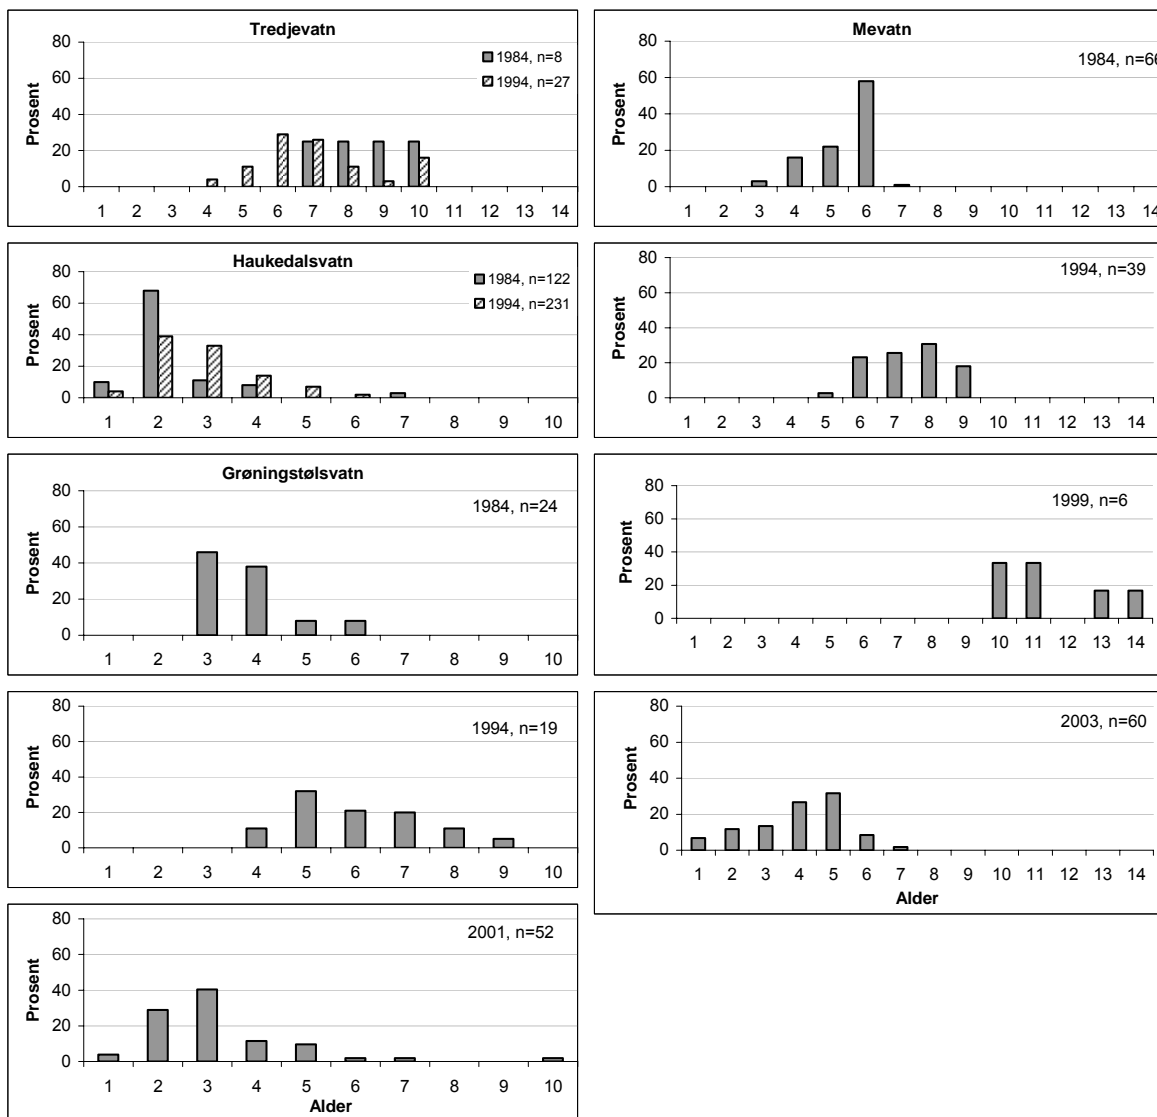 Tredjevatn
80
60
40
20
0
Prosent
1984, n=8
1994, n=27
1 2 3 4 5 6 7 8 9 10 11 12 13 14
Haukedalsvatn
80
60
40
20
0
Prosent
1984, n=122
1994, n=231
1 2 3 4 5 6 7 8 9 10
Grøningstølsvatn
80
60
40
20
0
Prosent
1984, n=24
1 2 3 4 5 6 7 8 9 10
80
60
40
20
0
Prosent
1994, n=19
1 2 3 4 5 6 7 8 9 10
80
60
40
20
0
Prosent
2001, n=52
1 2 3 4 5 6 7 8 9 10
Alder
Mevatn
80
60
40
20
0
Prosent
1984, n=66
1 2 3 4 5 6 7 8 9 10 11 12 13 14
80
60
40
20
0
Prosent
1994, n=39
1 2 3 4 5 6 7 8 9 10 11 12 13 14
80
60
40
20
0
Prosent
1999, n=6
1 2 3 4 5 6 7 8 9 10 11 12 13 14
80
60
40
20
0
Prosent
2003, n=60
1 2 3 4 5 6 7 8 9 10 11 12 13 14
Alder